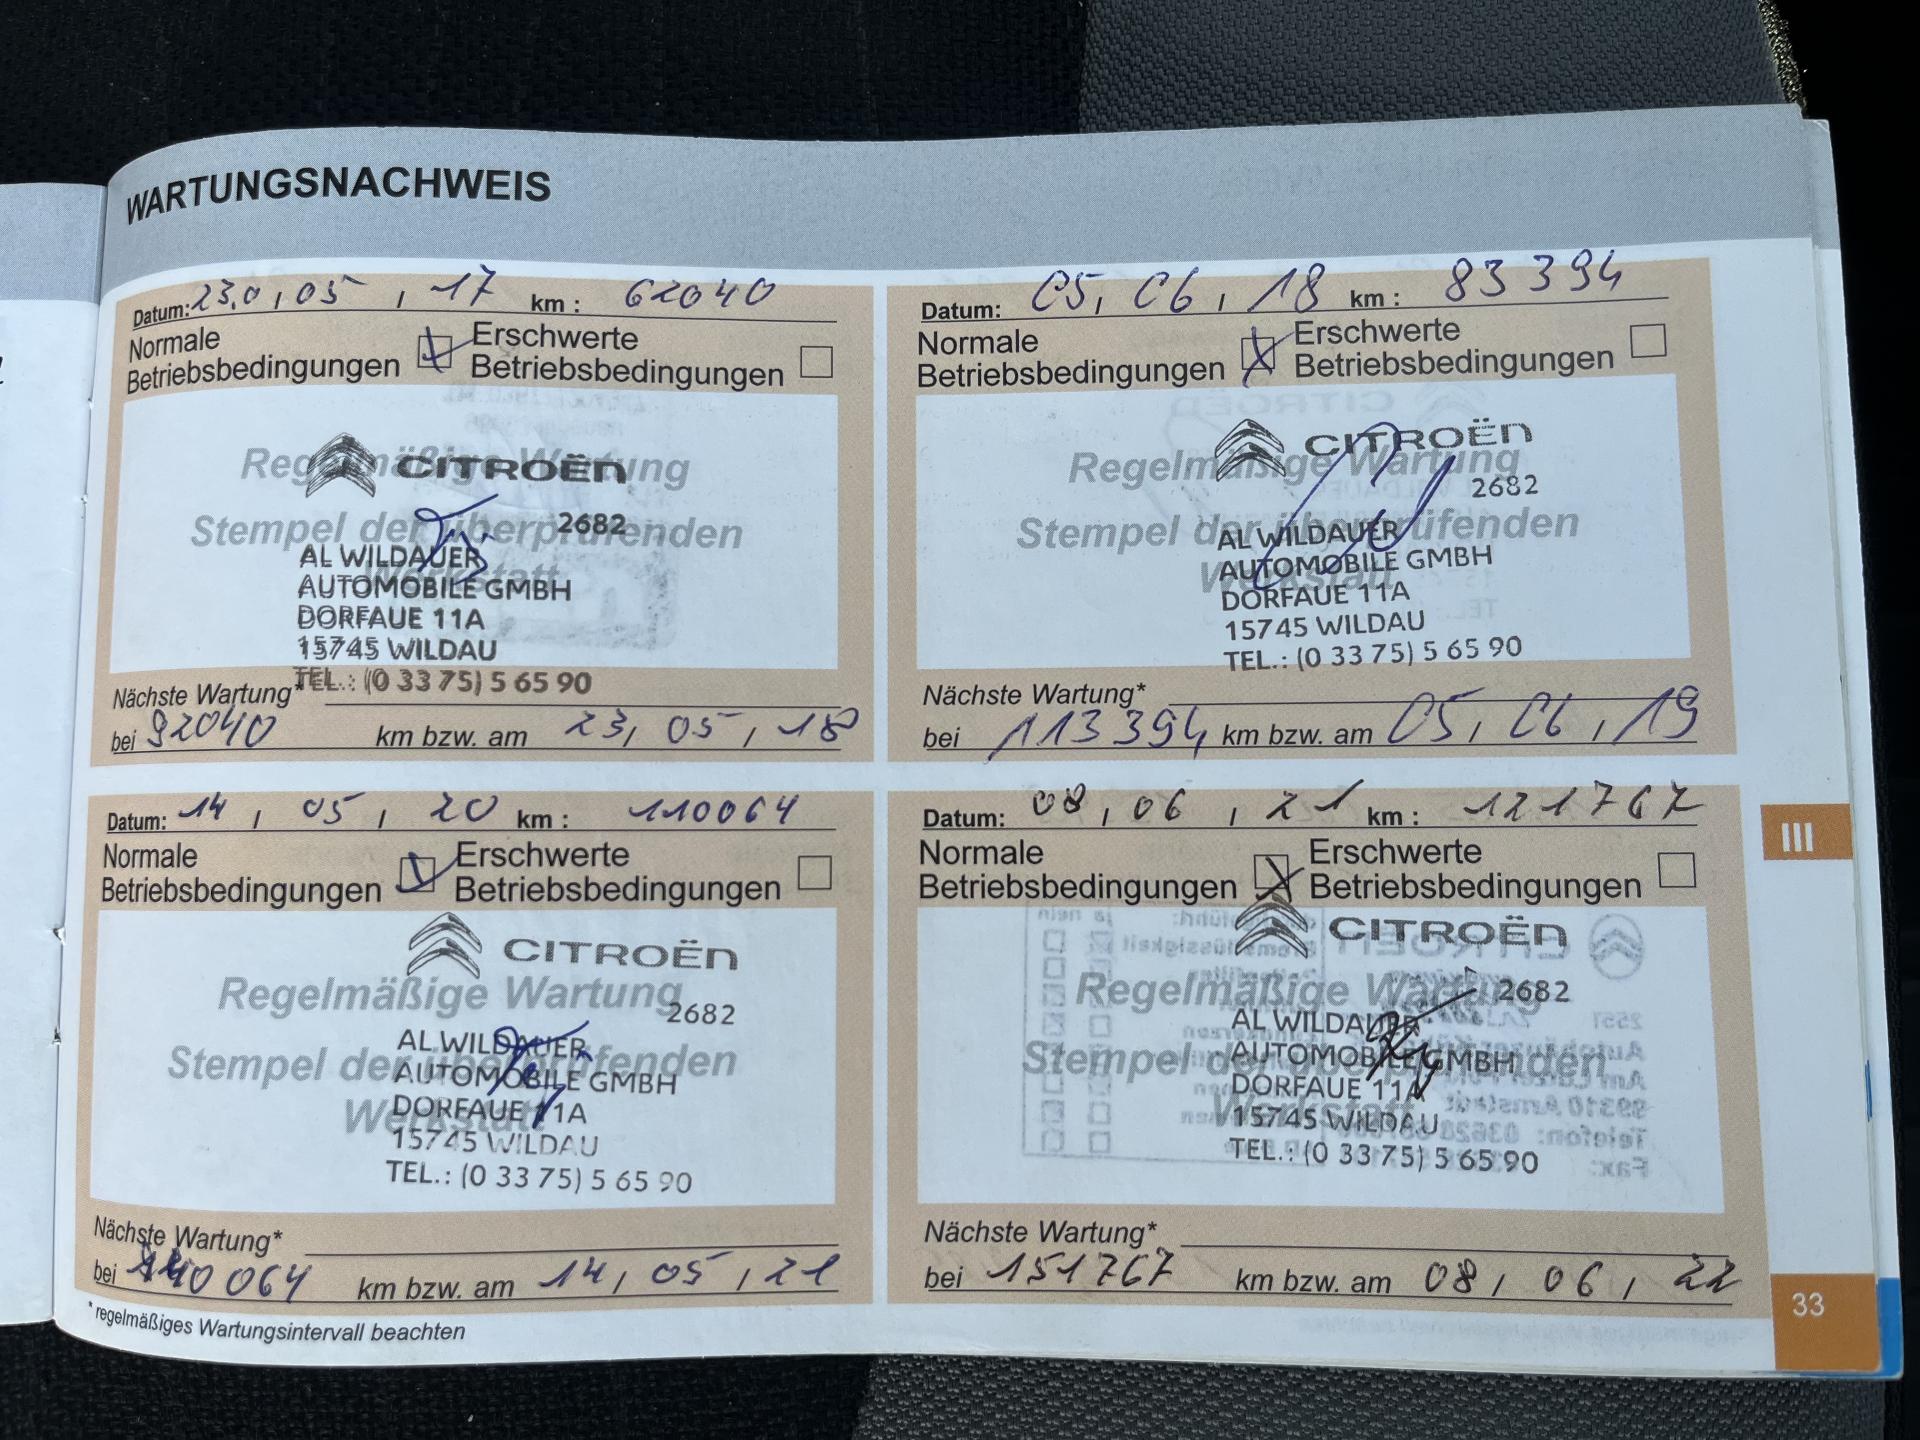 WARTUNGSNACHWEIS
Datum: 23.0, 05, 17 km: 62040
Normale Betriebsbedingungen Erschwerte Betriebsbedingungen
Regelmäßige Wartung
CITROËN
Stempel der überprüfenden
Werkstatt
2682
AL WILDAUER
AUTOMOBILE GMBH
DORFAUE 11A
15745 WILDAU
TEL.: (0 33 75) 5 65 90
Nächste Wartung*
bei 92040 km bzw. am 23, 05, 18
Datum: 05, 06, 18 km: 83394
Normale Betriebsbedingungen Erschwerte Betriebsbedingungen
Regelmäßige Wartung
CITROËN
Stempel der überprüfenden
Werkstatt
2682
AL WILDAUER
AUTOMOBILE GMBH
DORFAUE 11A
15745 WILDAU
TEL.: (0 33 75) 5 65 90
Nächste Wartung*
bei 113394 km bzw. am 05, 06, 19
Datum: 14, 05, 20 km: 110064
Normale Betriebsbedingungen Erschwerte Betriebsbedingungen
CITROËN
Regelmäßige Wartung
Stempel der überprüfenden
Werkstatt
2682
AL WILDAUER
AUTOMOBILE GMBH
DORFAUE 11A
15745 WILDAU
TEL.: (0 33 75) 5 65 90
Nächste Wartung*
bei 140064 km bzw. am 14, 05, 21
* regelmäßiges Wartungsintervall beachten
Datum: 08, 06, 21 km: 121767
Normale Betriebsbedingungen Erschwerte Betriebsbedingungen
CITROËN
Regelmäßige Wartung
Stempel der überprüfenden
Werkstatt
2682
AL WILDAUER
AUTOMOBILE GMBH
DORFAUE 11A
15745 WILDAU
TEL.: (0 33 75) 5 65 90
Nächste Wartung*
bei 151767 km bzw. am 08, 06, 22
III
33